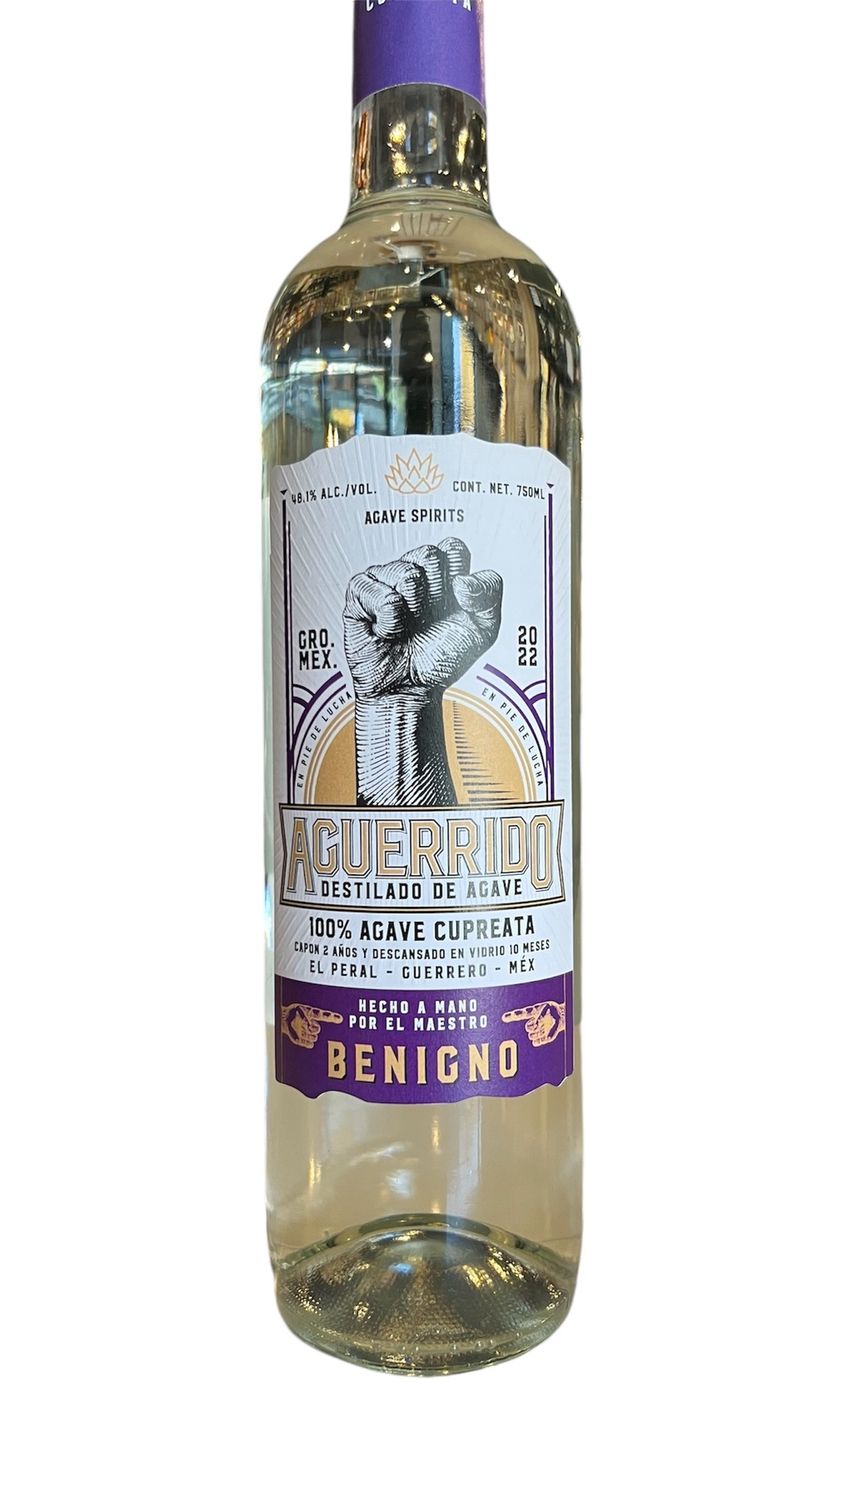 48.1% ALC./VOL.
CONT. NET. 750ML
AGAVE SPIRITS
GRO.
MEX.
20
22
EN PIE DE LUCHA
EN PIE DE LUCHA
AGUERRIDO
DESTILADO DE AGAVE
100% AGAVE CUPREATA
CAPON 2 AÑOS Y DESCANSADO EN VIDRIO 10 MESES
EL PERAL - GUERRERO - MÉX
HECHO A MANO
POR EL MAESTRO
BENIGNO